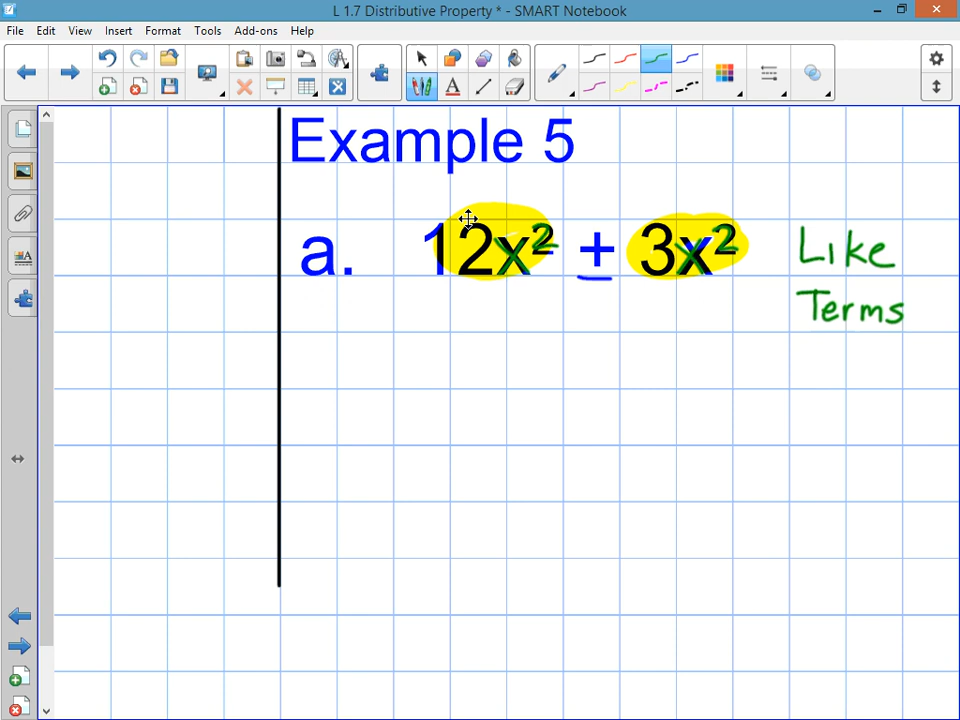 L 1.7 Distributive Property * - SMART Notebook
File Edit View Insert Format Tools Add-ons Help
Example 5
a. 12x² + 3x² Like
Terms